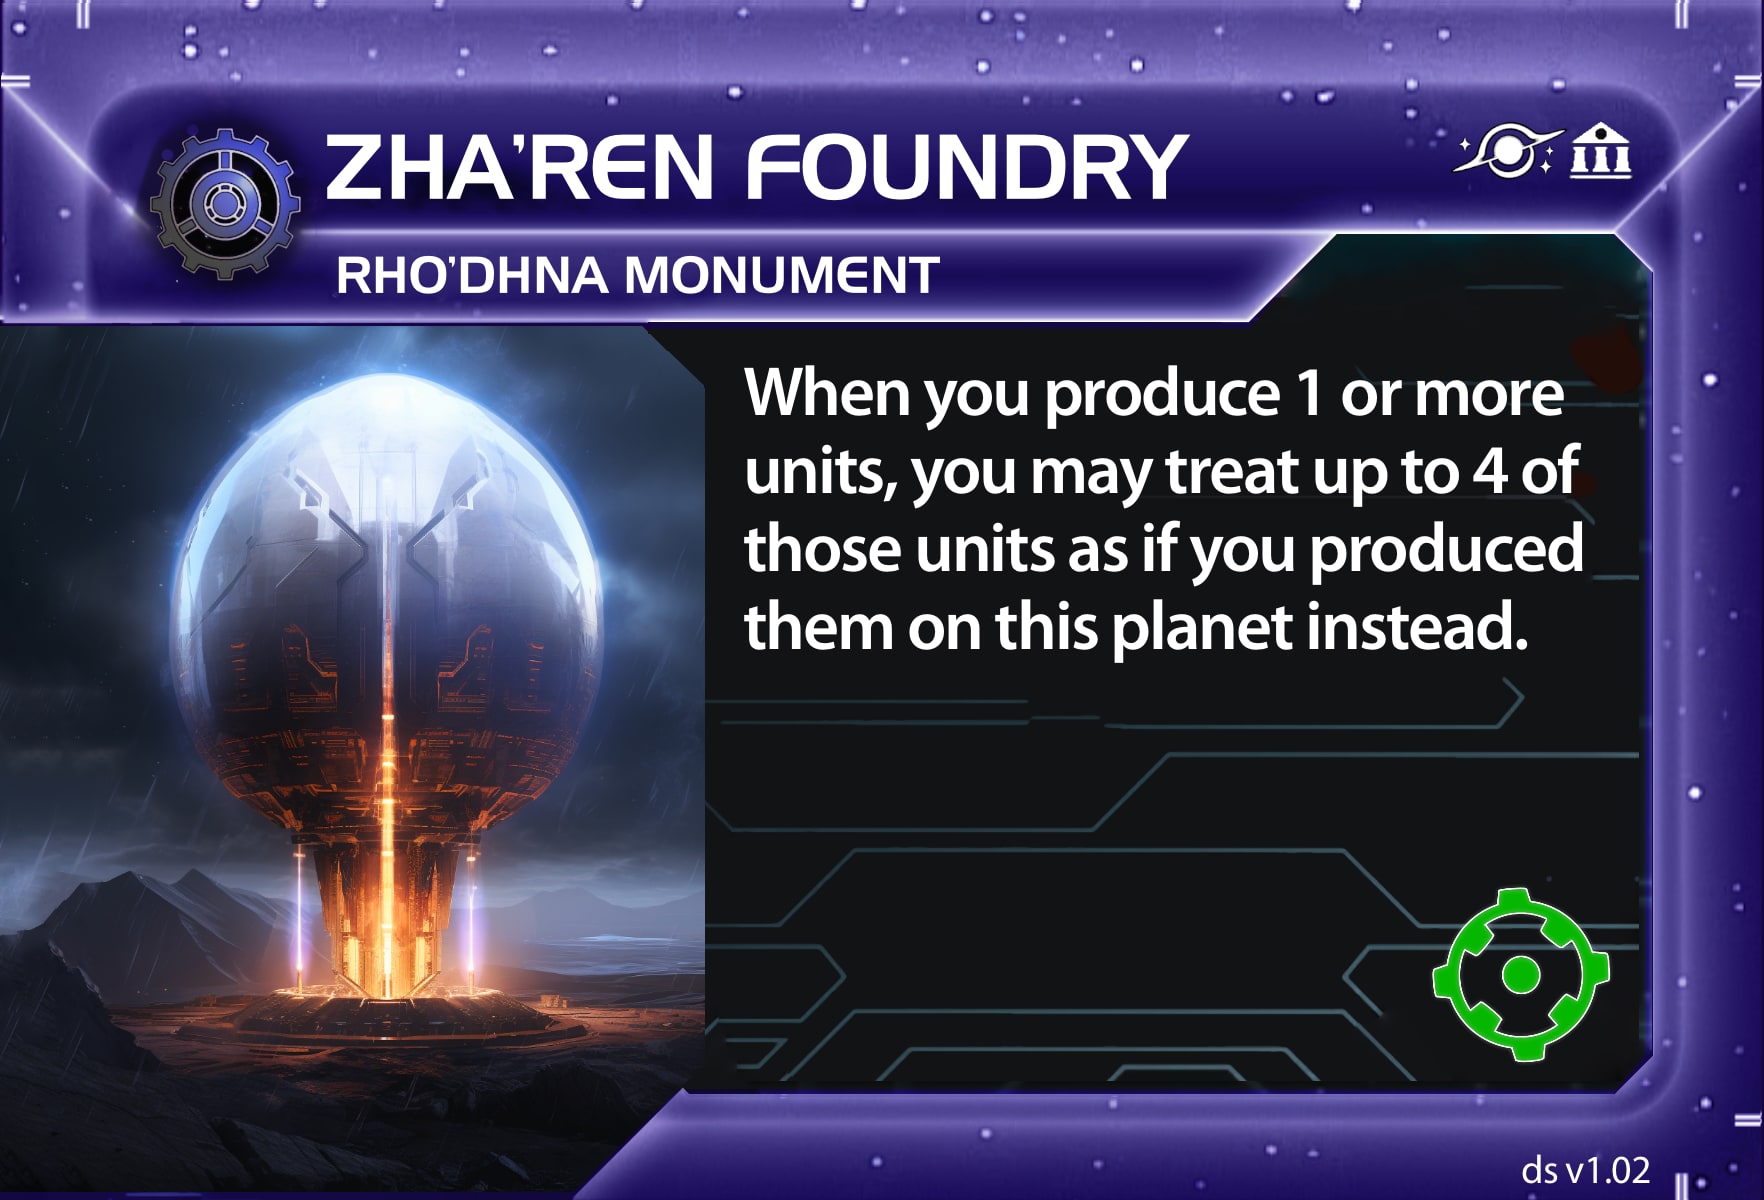 ZHA'REN FOUNDRY
RHO'DHNA MONUMENT
When you produce 1 or more
units, you may treat up to 4 of
those units as if you produced
them on this planet instead.
ds v1.02